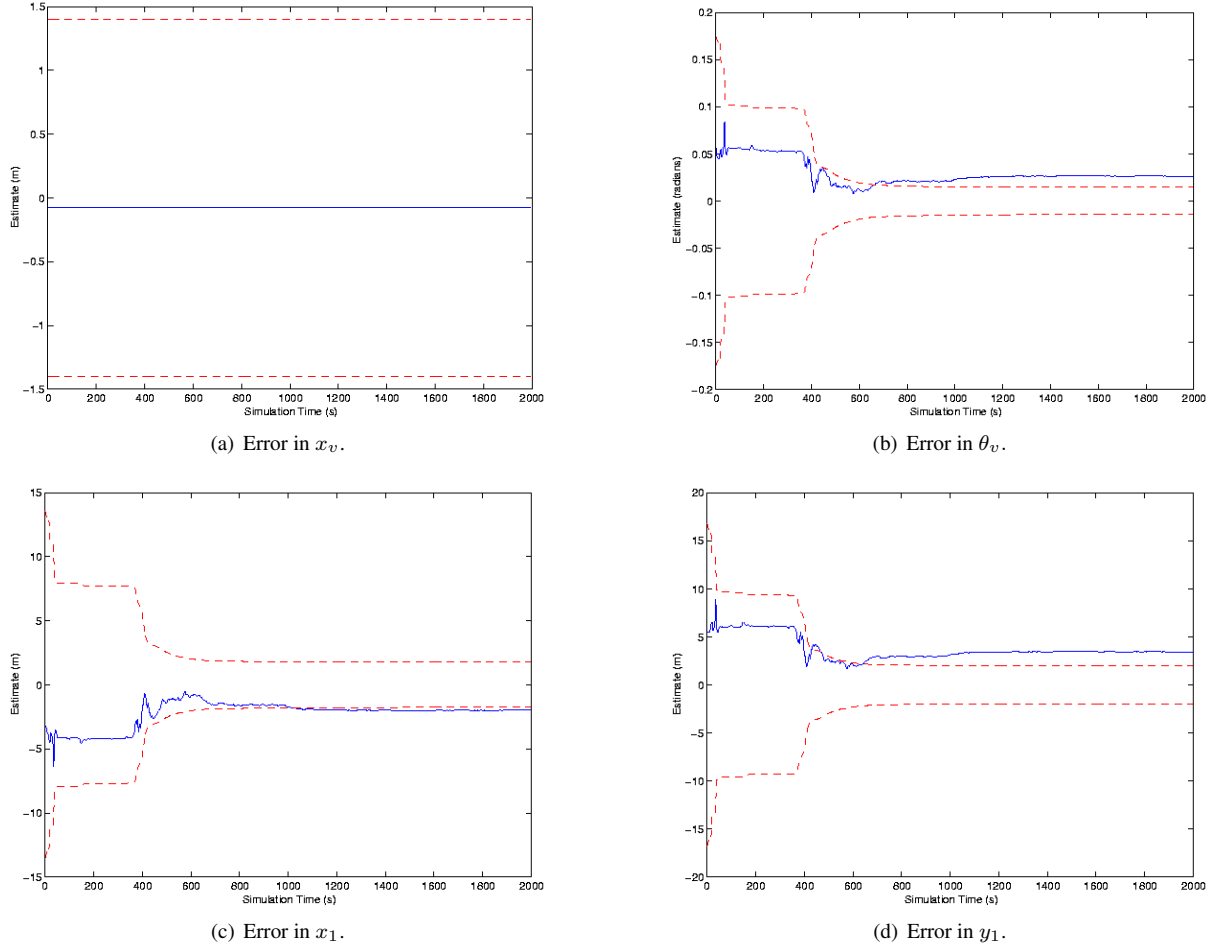 1.5
1
0.5
0
−0.5
−1
−1.5
Estimate (m)
0 200 400 600 800 1000 1200 1400 1600 1800 2000
Simulation Time (s)
(a) Error in x_v.
0.2
0.15
0.1
0.05
0
−0.05
−0.1
−0.15
−0.2
Estimate (radians)
0 200 400 600 800 1000 1200 1400 1600 1800 2000
Simulation Time (s)
(b) Error in θ_v.
15
10
5
0
−5
−10
−15
Estimate (m)
0 200 400 600 800 1000 1200 1400 1600 1800 2000
Simulation Time (s)
(c) Error in x_1.
20
15
10
5
0
−5
−10
−15
−20
Estimate (m)
0 200 400 600 800 1000 1200 1400 1600 1800 2000
Simulation Time (s)
(d) Error in y_1.